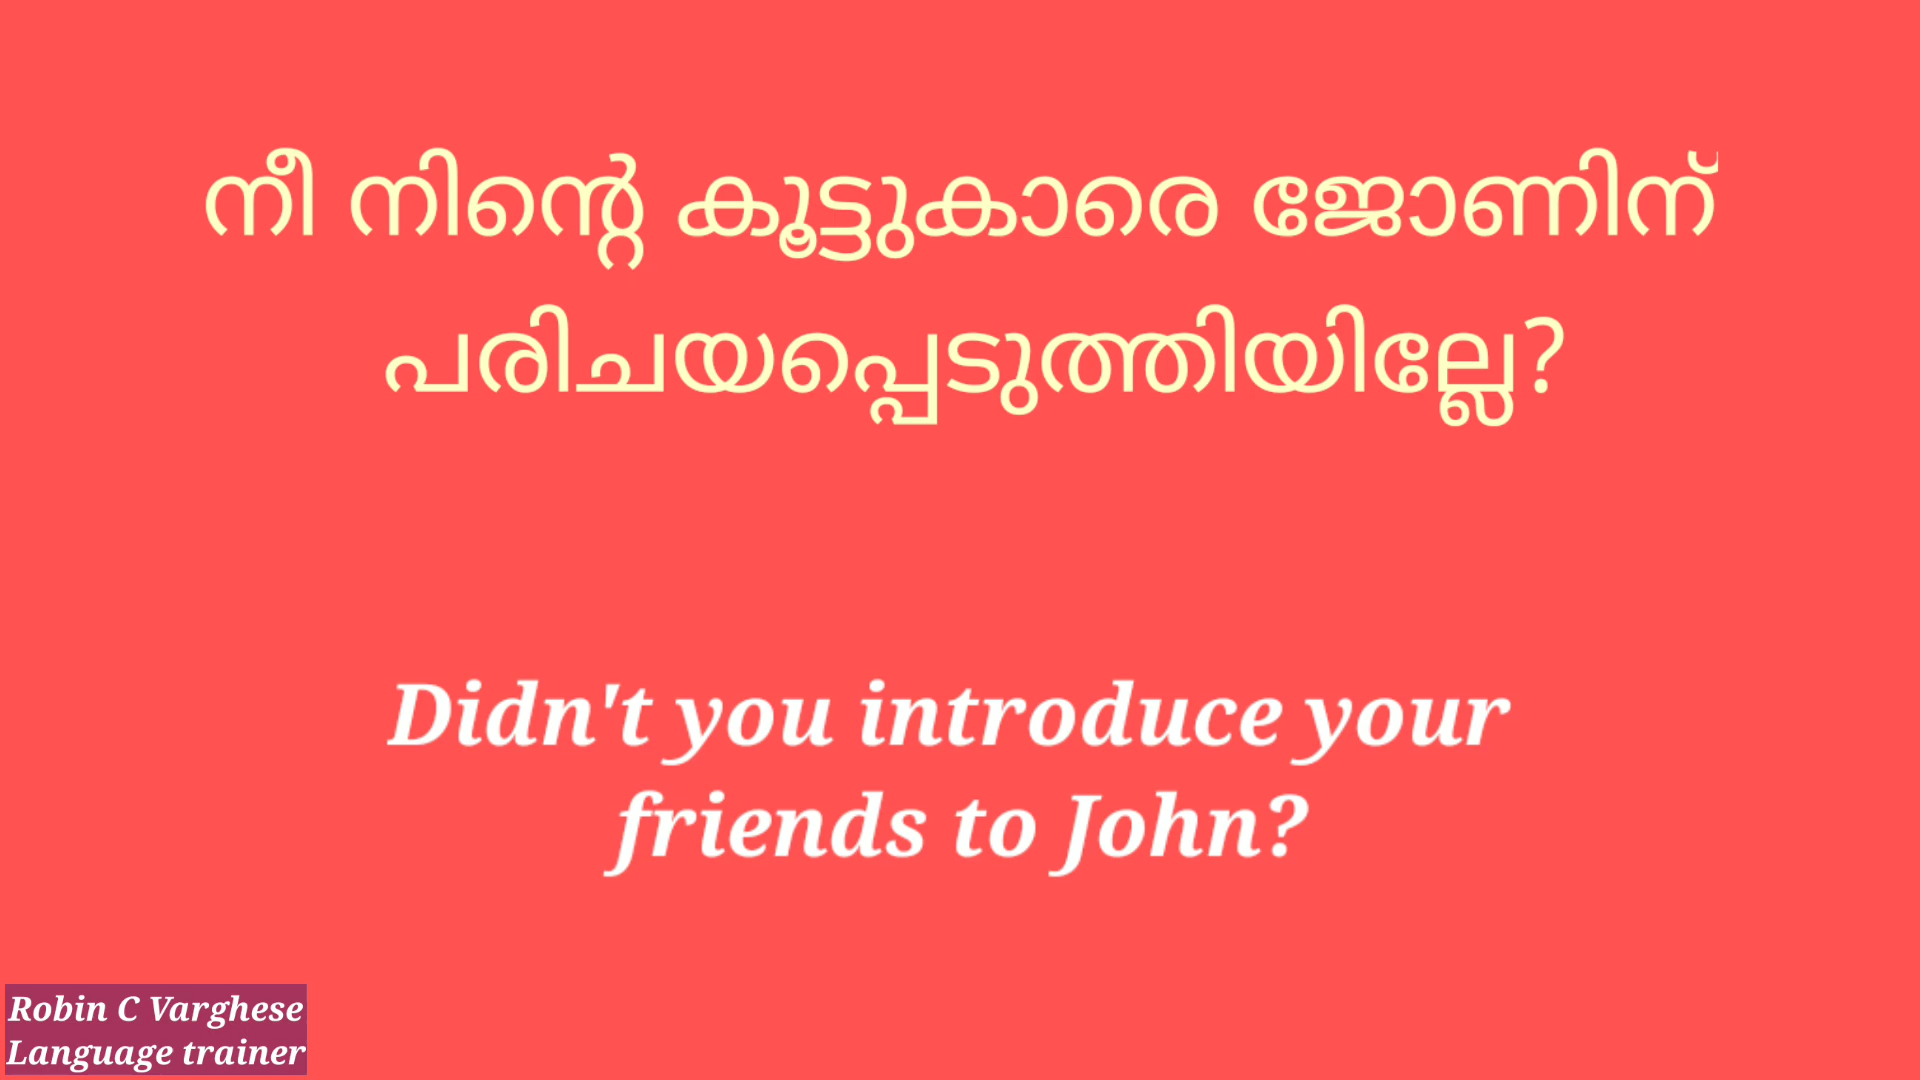 നീ നിന്റെ കൂട്ടുകാരെ ജോണിന്
പരിചയപ്പെടുത്തിയില്ലേ?
Didn't you introduce your
friends to John?
Robin C Varghese
Language trainer